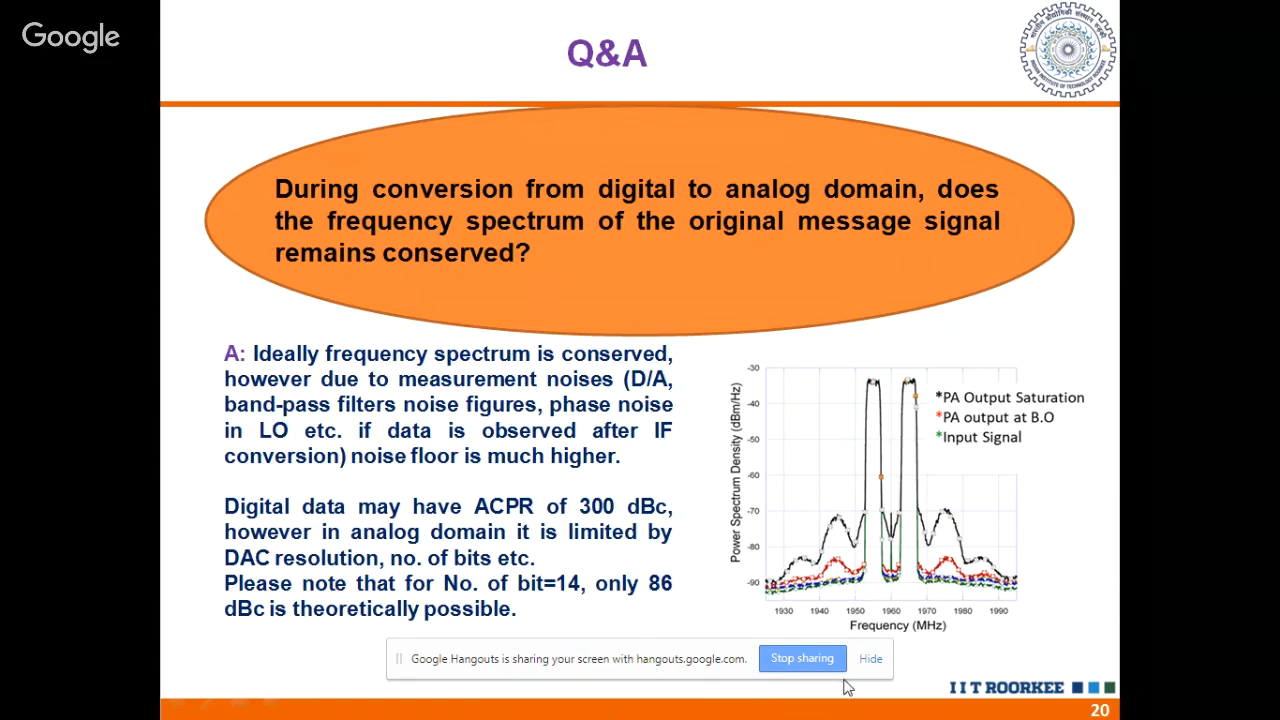 Google
Q&A
During conversion from digital to analog domain, does
the frequency spectrum of the original message signal
remains conserved?
A: Ideally frequency spectrum is conserved,
however due to measurement noises (D/A,
band-pass filters noise figures, phase noise
in LO etc. if data is observed after IF
conversion) noise floor is much higher.
Digital data may have ACPR of 300 dBc,
however in analog domain it is limited by
DAC resolution, no. of bits etc.
Please note that for No. of bit=14, only 86
dBc is theoretically possible.
Power Spectrum Density (dBm/Hz)
-30
-40
-50
-60
-70
-80
-90
1930 1940 1950 1960 1970 1980 1990
Frequency (MHz)
*PA Output Saturation
*PA output at B.O
*Input Signal
Google Hangouts is sharing your screen with hangouts.google.com.
Stop sharing
Hide
I I T ROORKEE
20